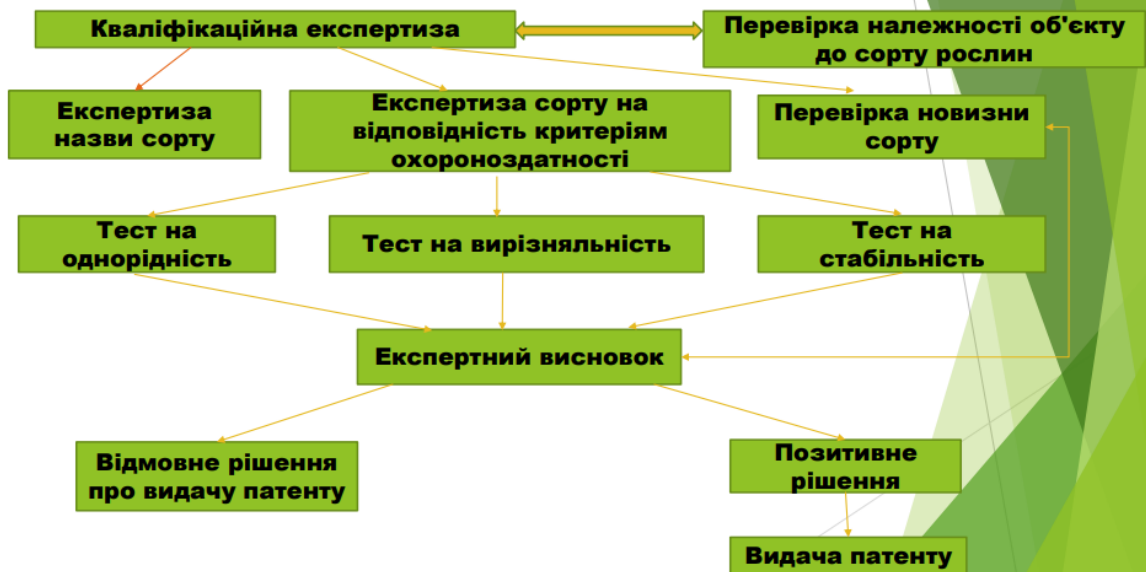 Кваліфікаційна експертиза
Перевірка належності об'єкту
до сорту рослин
Експертиза
назви сорту
Експертиза сорту на
відповідність критеріям
охороноздатності
Перевірка новизни
сорту
Тест на
однорідність
Тест на вирізняльність
Тест на
стабільність
Експертний висновок
Відмовне рішення
про видачу патенту
Позитивне
рішення
Видача патенту